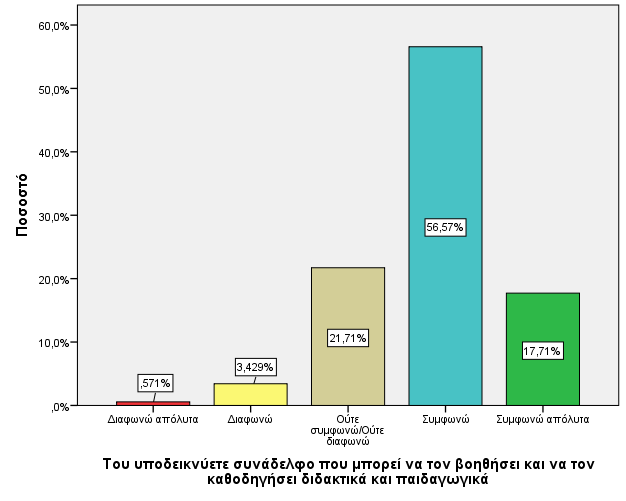 Ποσοστό
60,0%
50,0%
40,0%
30,0%
20,0%
10,0%
,0%
,571%
3,429%
21,71%
56,57%
17,71%
Διαφωνώ απόλυτα
Διαφωνώ
Ούτε
συμφωνώ/Ούτε
διαφωνώ
Συμφωνώ
Συμφωνώ απόλυτα
Του υποδεικνύετε συνάδελφο που μπορεί να τον βοηθήσει και να τον
καθοδηγήσει διδακτικά και παιδαγωγικά